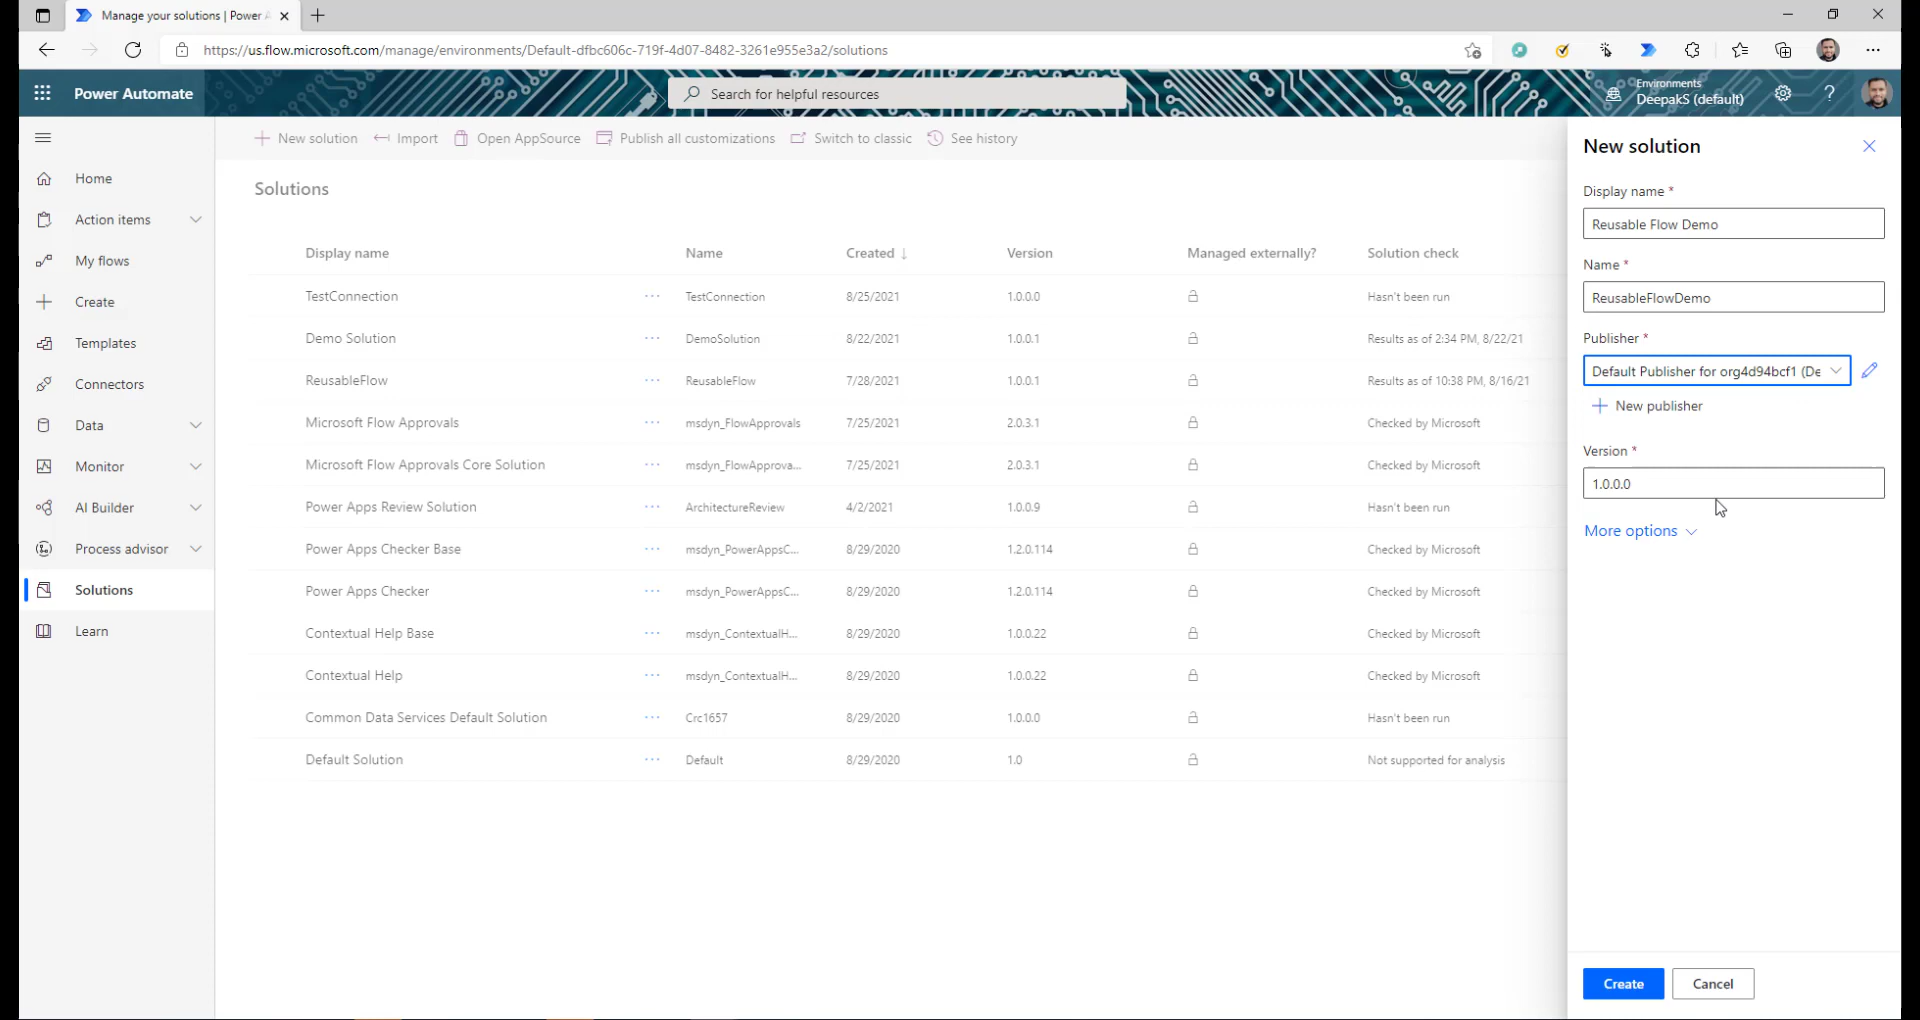 Manage your solutions | Power A
https://us.flow.microsoft.com/manage/environments/Default-dfbc606c-719f-4d07-8482-3261e955e3a2/solutions
Power Automate
Search for helpful resources
Environments
DeepakS (default)
?
New solution
Import
Open AppSource
Publish all customizations
Switch to classic
See history
Home
Action items
My flows
Create
Templates
Connectors
Data
Monitor
AI Builder
Process advisor
Solutions
Learn
Solutions
Display name Name Created ↓ Version Managed externally? Solution check
TestConnection ··· TestConnection 8/25/2021 1.0.0.0 Hasn't been run
Demo Solution ··· DemoSolution 8/22/2021 1.0.0.1 Results as of 2:34 PM, 8/22/21
ReusableFlow ··· ReusableFlow 7/28/2021 1.0.0.1 Results as of 10:38 PM, 8/16/21
Microsoft Flow Approvals ··· msdyn_FlowApprovals 7/25/2021 2.0.3.1 Checked by Microsoft
Microsoft Flow Approvals Core Solution ··· msdyn_FlowApprova... 7/25/2021 2.0.3.1 Checked by Microsoft
Power Apps Review Solution ··· ArchitectureReview 4/2/2021 1.0.0.9 Hasn't been run
Power Apps Checker Base ··· msdyn_PowerAppsC... 8/29/2020 1.2.0.114 Checked by Microsoft
Power Apps Checker ··· msdyn_PowerAppsC... 8/29/2020 1.2.0.114 Checked by Microsoft
Contextual Help Base ··· msdyn_ContextualH... 8/29/2020 1.0.0.22 Checked by Microsoft
Contextual Help ··· msdyn_ContextualH... 8/29/2020 1.0.0.22 Checked by Microsoft
Common Data Services Default Solution ··· Crc1657 8/29/2020 1.0.0.0 Hasn't been run
Default Solution ··· Default 8/29/2020 1.0 Not supported for analysis
New solution
Display name *
Reusable Flow Demo
Name *
ReusableFlowDemo
Publisher *
Default Publisher for org4d94bcf1 (De
New publisher
Version *
1.0.0.0
More options
Create
Cancel